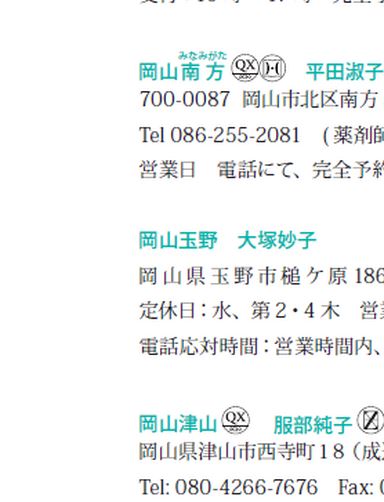 みなみがた
岡山南方 QX 平田淑子
700-0087 岡山市北区南方
Tel 086-255-2081 (薬剤師
営業日 電話にて、完全予約
岡山玉野 大塚妙子
岡山県玉野市槌ケ原 186
定休日：水、第2・4木 営業
電話応対時間：営業時間内、
岡山津山 QX 服部純子
岡山県津山市西寺町18（成
Tel: 080-4266-7676 Fax: